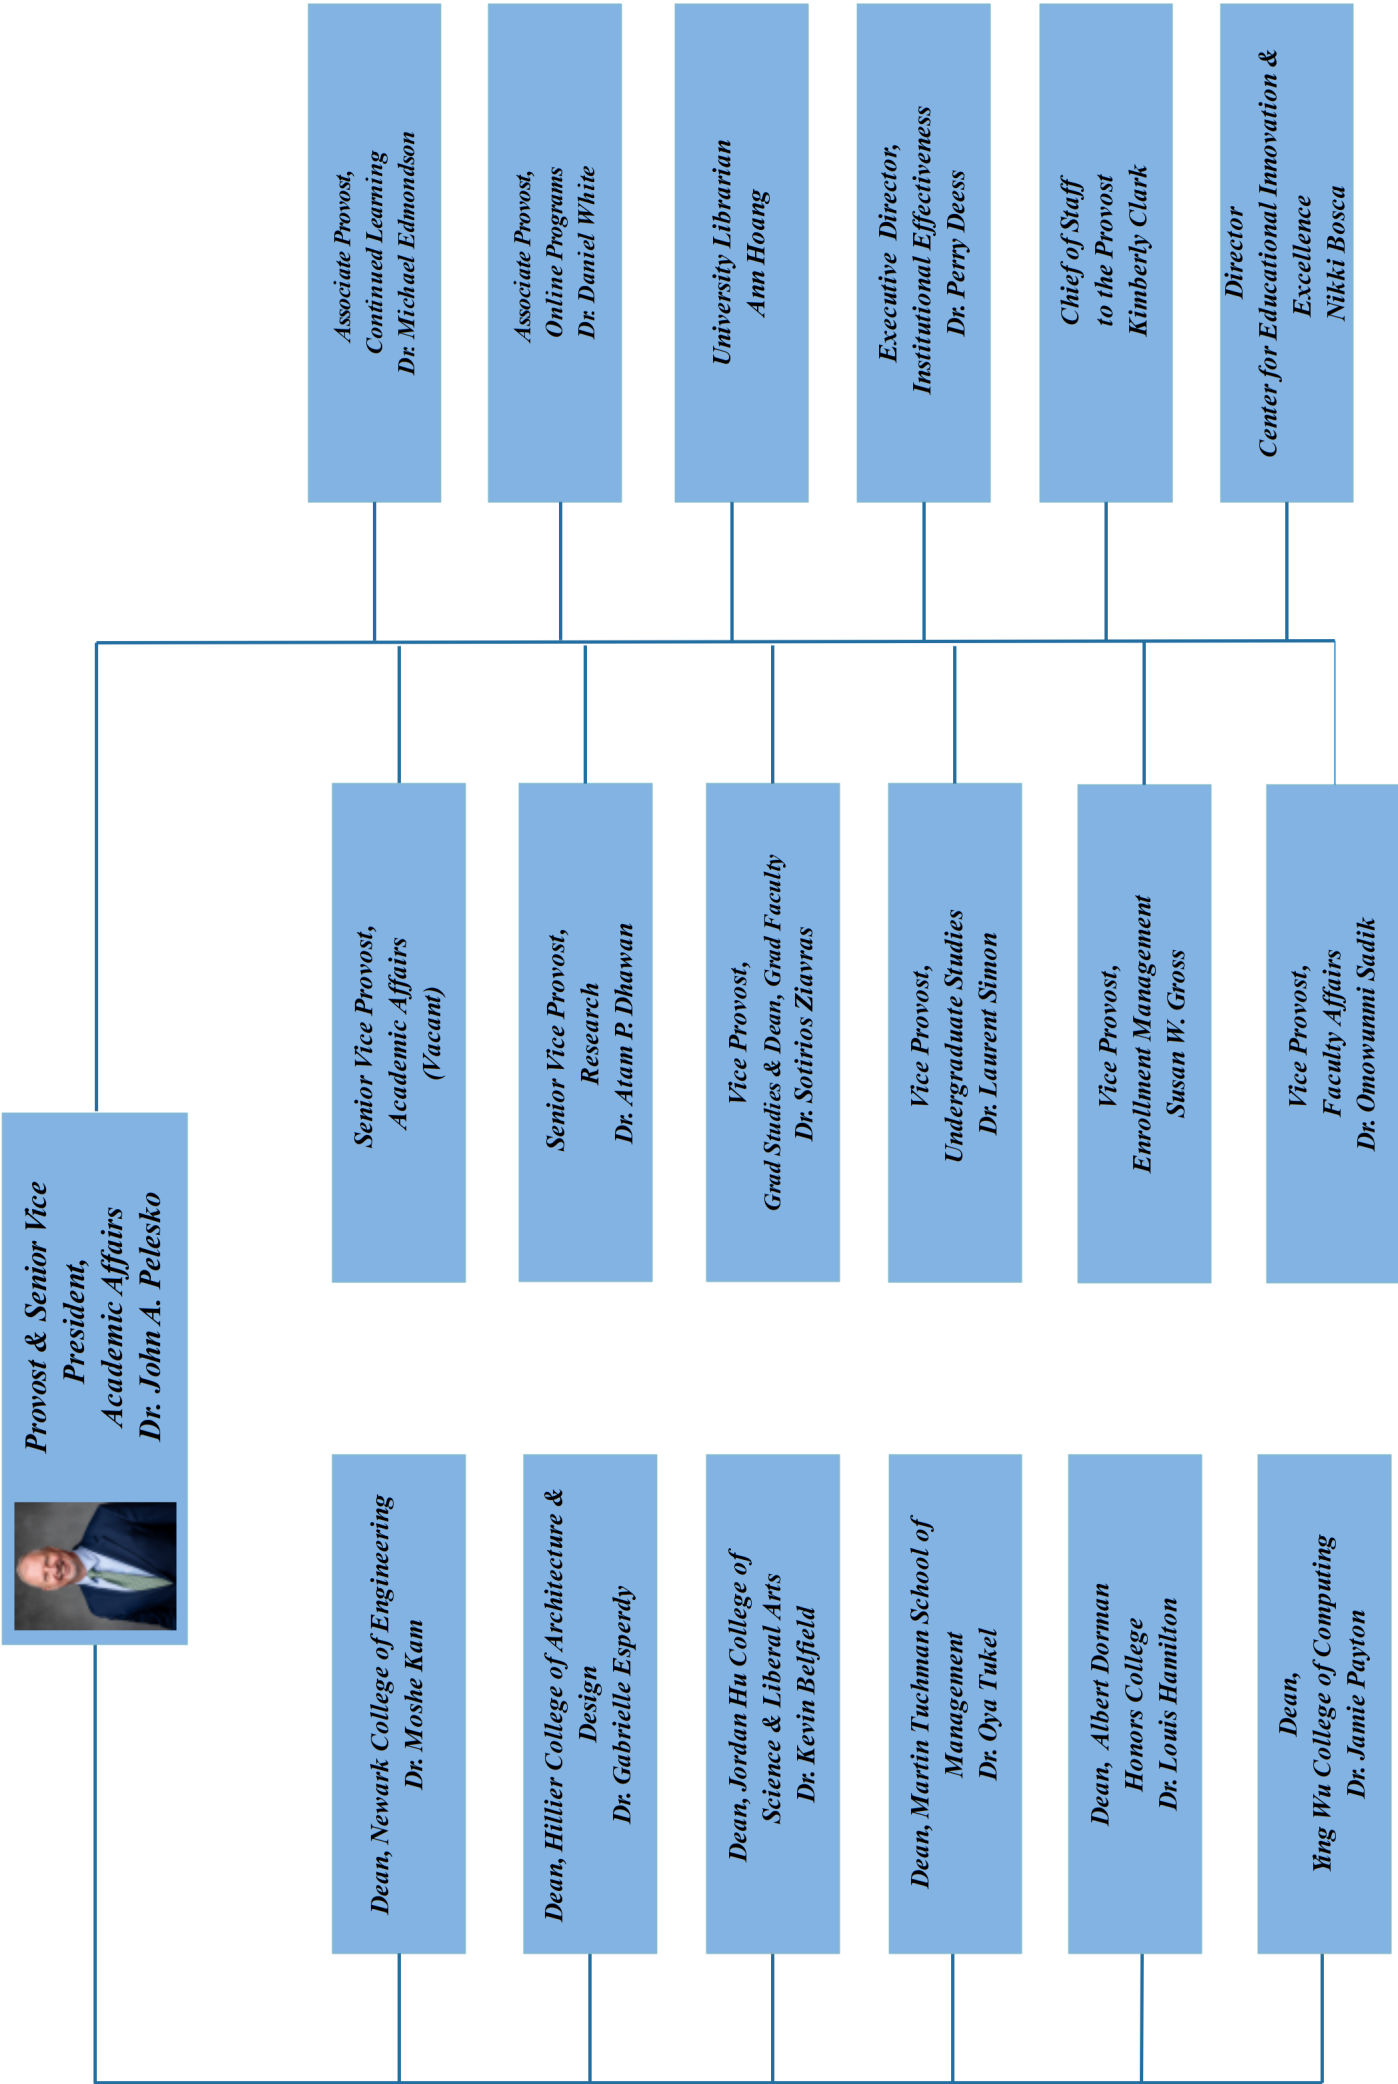 Provost & Senior Vice
President,
Academic Affairs
Dr. John A. Pelesko
Dean, Newark College of Engineering
Dr. Moshe Kam
Dean, Hillier College of Architecture &
Design
Dr. Gabrielle Esperdy
Dean, Jordan Hu College of
Science & Liberal Arts
Dr. Kevin Belfield
Dean, Martin Tuchman School of
Management
Dr. Oya Tukel
Dean, Albert Dorman
Honors College
Dr. Louis Hamilton
Dean,
Ying Wu College of Computing
Dr. Jamie Payton
Senior Vice Provost,
Academic Affairs
(Vacant)
Senior Vice Provost,
Research
Dr. Atam P. Dhawan
Vice Provost,
Grad Studies & Dean, Grad Faculty
Dr. Sotirios Ziavras
Vice Provost,
Undergraduate Studies
Dr. Laurent Simon
Vice Provost,
Enrollment Management
Susan W. Gross
Vice Provost,
Faculty Affairs
Dr. Omowunmi Sadik
Associate Provost,
Continued Learning
Dr. Michael Edmondson
Associate Provost,
Online Programs
Dr. Daniel White
University Librarian
Ann Hoang
Executive Director,
Institutional Effectiveness
Dr. Perry Deess
Chief of Staff
to the Provost
Kimberly Clark
Director
Center for Educational Innovation &
Excellence
Nikki Bosca